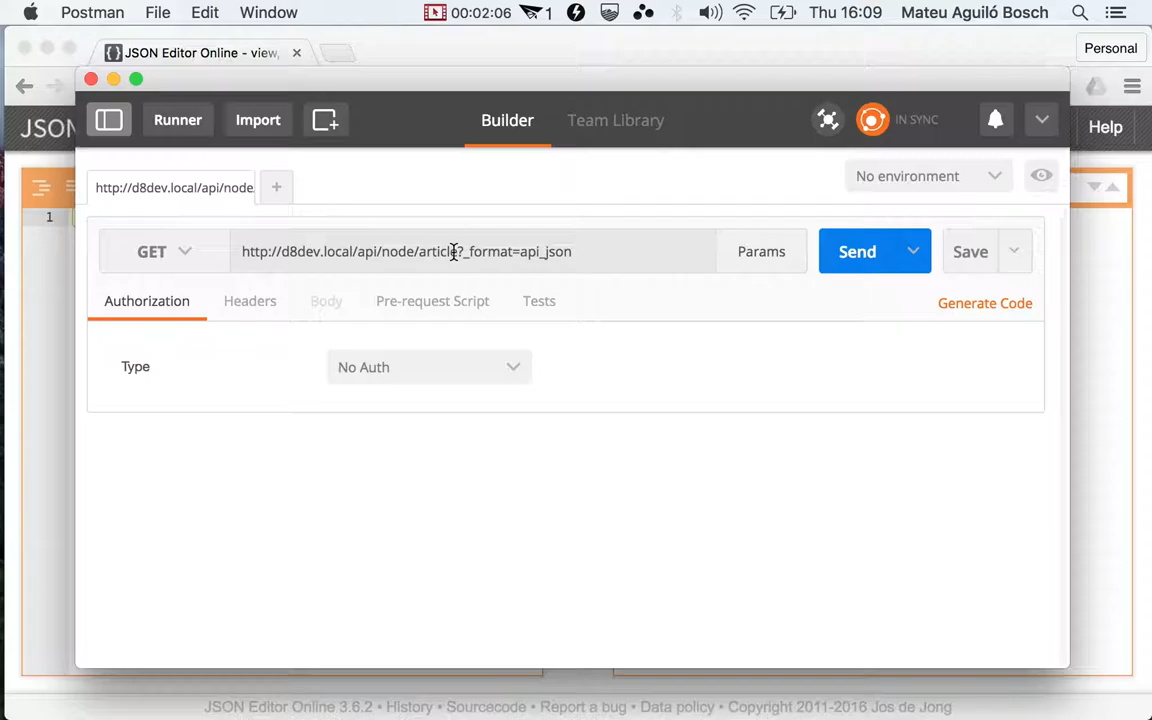 Postman File Edit Window 00:02:06 1 Thu 16:09 Mateu Aguiló Bosch
JSON Editor Online - view, Personal
Runner Import Builder Team Library IN SYNC
JSON Help
http://d8dev.local/api/node. + No environment
1
GET http://d8dev.local/api/node/article?_format=api_json Params Send Save
Authorization Headers Body Pre-request Script Tests Generate Code
Type No Auth
JSON Editor Online 3.6.2 • History • Sourcecode • Report a bug • Data policy • Copyright 2011-2016 Jos de Jong